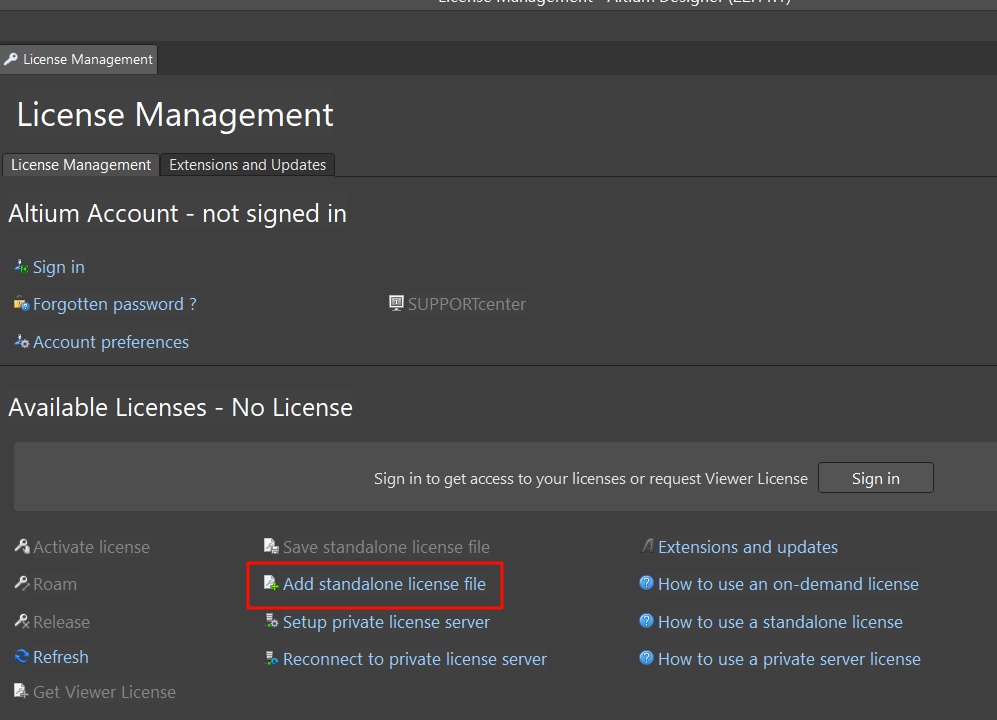 License Management
License Management
License Management Extensions and Updates
Altium Account - not signed in
Sign in
Forgotten password ? SUPPORTcenter
Account preferences
Available Licenses - No License
Sign in to get access to your licenses or request Viewer License Sign in
Activate license Save standalone license file Extensions and updates
Roam Add standalone license file How to use an on-demand license
Release Setup private license server How to use a standalone license
Refresh Reconnect to private license server How to use a private server license
Get Viewer License